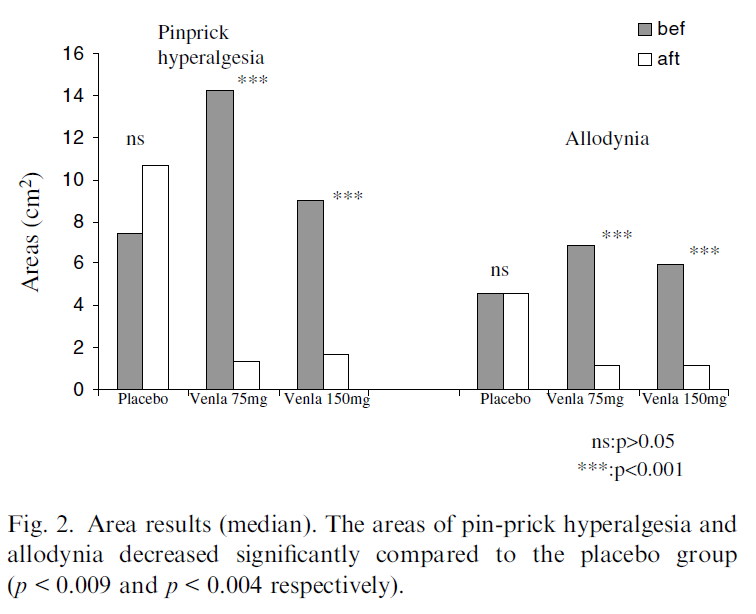 Pinprick
hyperalgesia
bef
aft
16
14
12
10
8
6
4
2
0
Areas (cm²)
ns
***
***
Allodynia
ns
***
***
Placebo Venla 75mg Venla 150mg Placebo Venla 75mg Venla 150mg
ns:p>0.05
***:p<0.001
Fig. 2. Area results (median). The areas of pin-prick hyperalgesia and
allodynia decreased significantly compared to the placebo group
(p < 0.009 and p < 0.004 respectively).